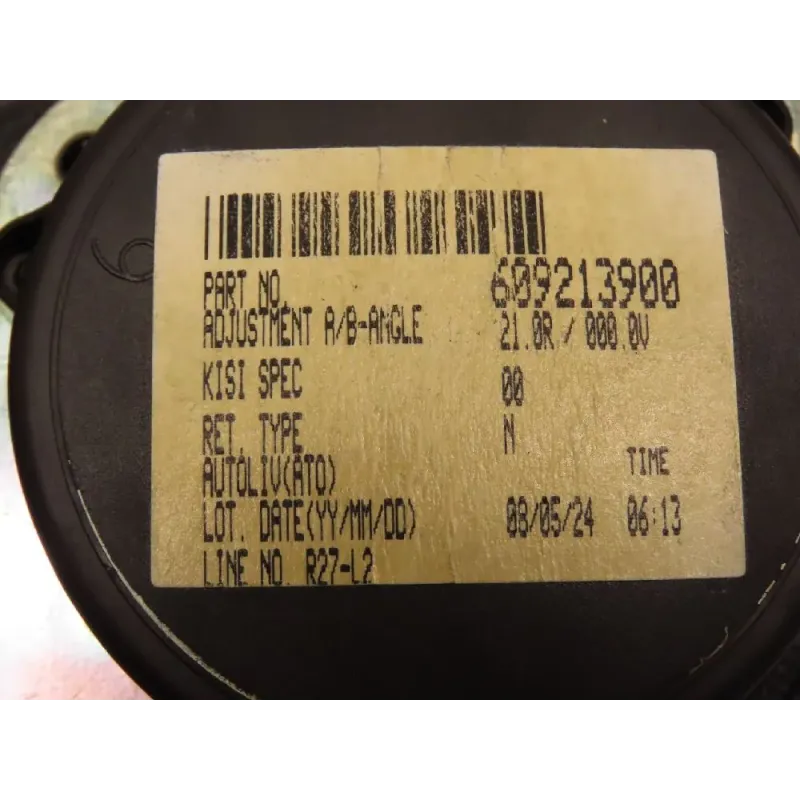 6
PART NO. 609213900
ADJUSTMENT A/B-ANGLE 21.0R / 000.0V
KISI SPEC 00
RET. TYPE N
AUTOLIV(ATO) TIME
LOT. DATE(YY/MM/DD) 08/05/24 06:13
LINE NO. R27-L2